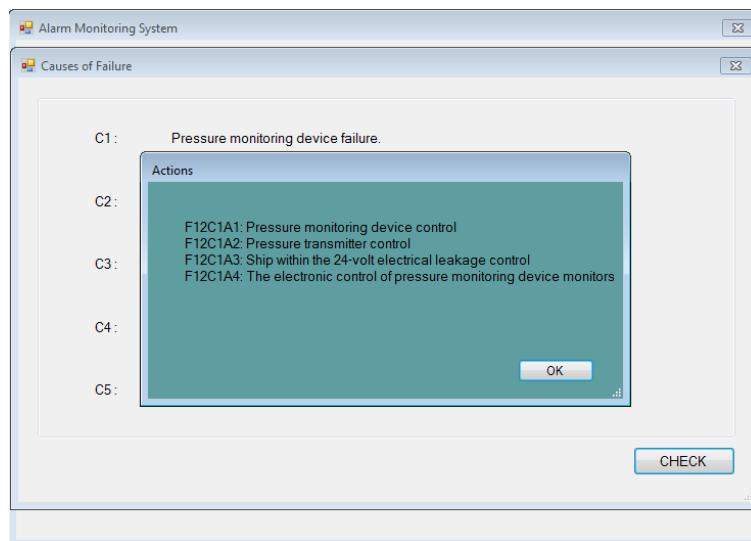 Alarm Monitoring System
Causes of Failure
C1 : Pressure monitoring device failure.
Actions
C2 :
F12C1A1: Pressure monitoring device control
F12C1A2: Pressure transmitter control
F12C1A3: Ship within the 24-volt electrical leakage control
C3 :
F12C1A4: The electronic control of pressure monitoring device monitors
C4 :
OK
C5 :
CHECK